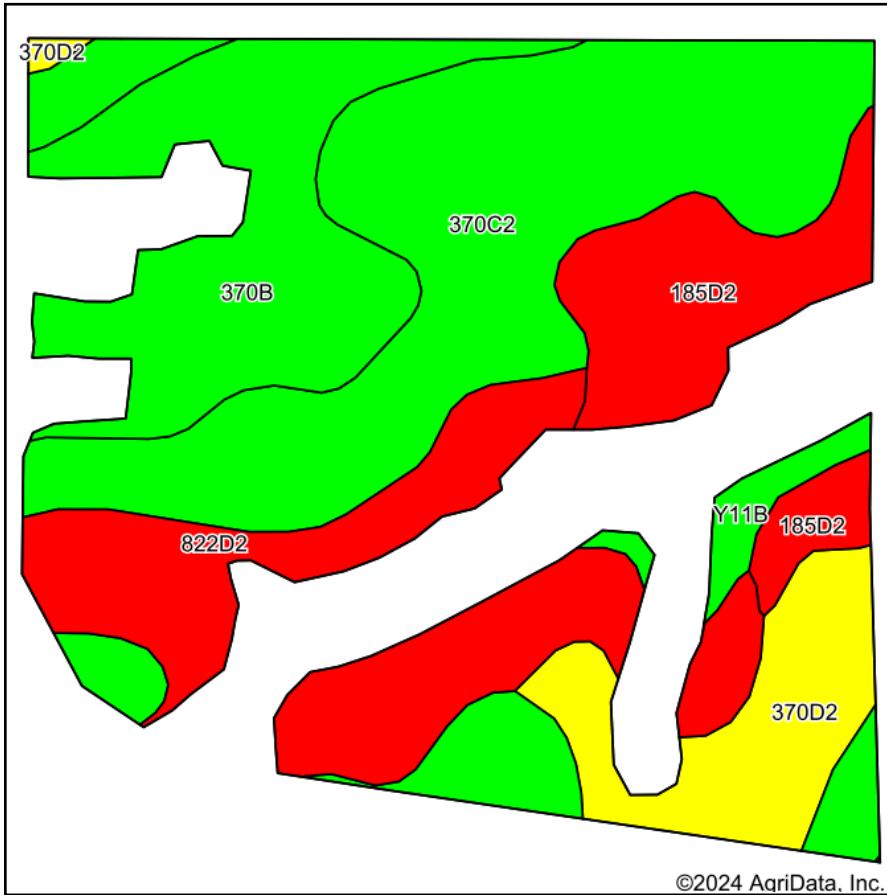 370D2
370C2
370B
185D2
Y11B
185D2
822D2
370D2
©2024 AgriData, Inc.